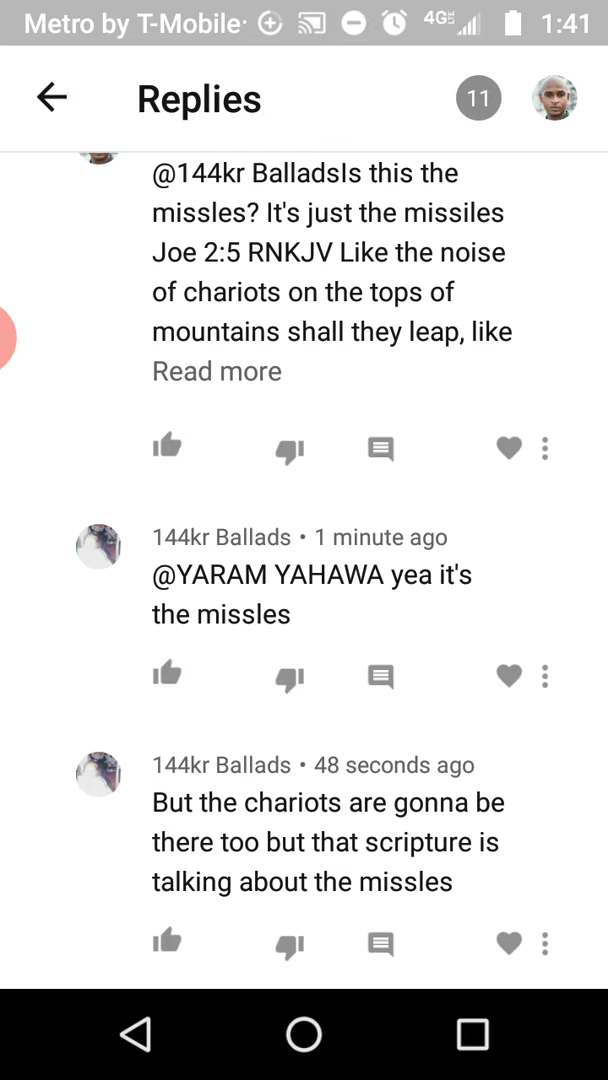 Metro by T-Mobile· 4G LTE 1:41
Replies 11
@144kr BalladsIs this the
missles? It's just the missiles
Joe 2:5 RNKJV Like the noise
of chariots on the tops of
mountains shall they leap, like
Read more
144kr Ballads • 1 minute ago
@YARAM YAHAWA yea it's
the missles
144kr Ballads • 48 seconds ago
But the chariots are gonna be
there too but that scripture is
talking about the missles